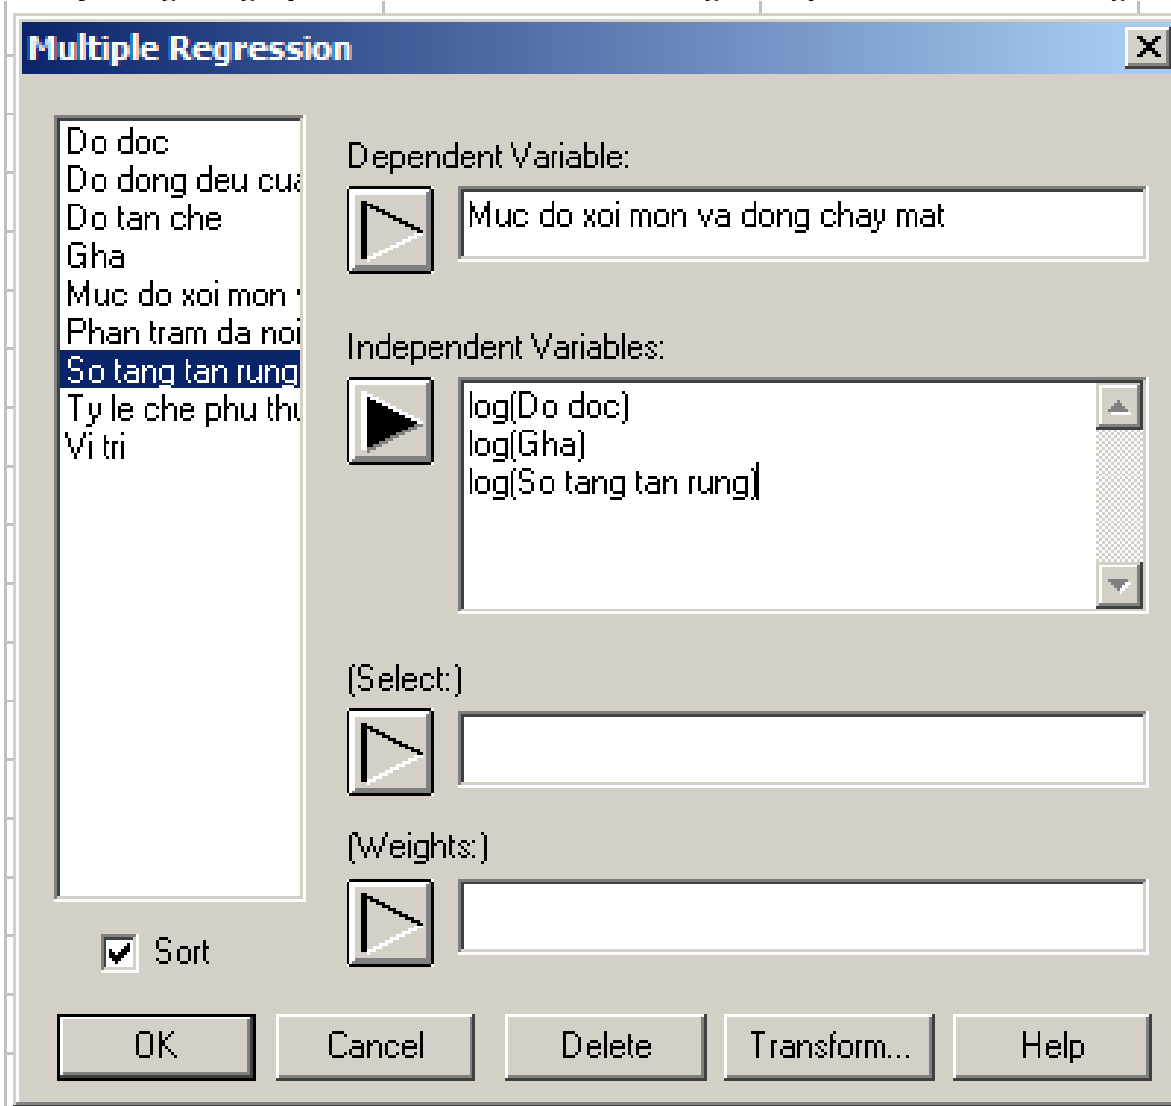 Multiple Regression
Do doc
Do dong deu cua
Do tan che
Gha
Muc do xoi mon
Phan tram da noi
So tang tan rung
Ty le che phu thu
Vi tri
Sort
Dependent Variable:
Muc do xoi mon va dong chay mat
Independent Variables:
log(Do doc)
log(Gha)
log(So tang tan rung)
(Select:)
(Weights:)
OK Cancel Delete Transform... Help